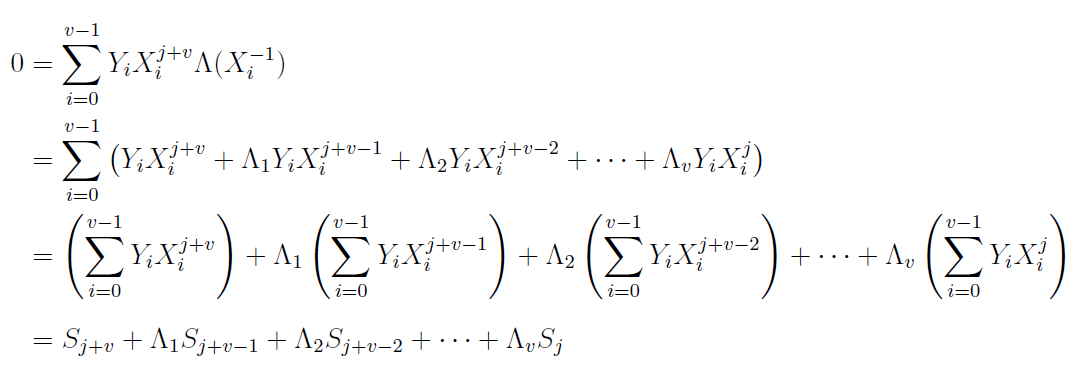 0 = \sum_{i=0}^{v-1} Y_i X_i^{j+v} \Lambda(X_i^{-1})
= \sum_{i=0}^{v-1} \left( Y_i X_i^{j+v} + \Lambda_1 Y_i X_i^{j+v-1} + \Lambda_2 Y_i X_i^{j+v-2} + \cdots + \Lambda_v Y_i X_i^j \right)
= \left( \sum_{i=0}^{v-1} Y_i X_i^{j+v} \right) + \Lambda_1 \left( \sum_{i=0}^{v-1} Y_i X_i^{j+v-1} \right) + \Lambda_2 \left( \sum_{i=0}^{v-1} Y_i X_i^{j+v-2} \right) + \cdots + \Lambda_v \left( \sum_{i=0}^{v-1} Y_i X_i^j \right)
= S_{j+v} + \Lambda_1 S_{j+v-1} + \Lambda_2 S_{j+v-2} + \cdots + \Lambda_v S_j